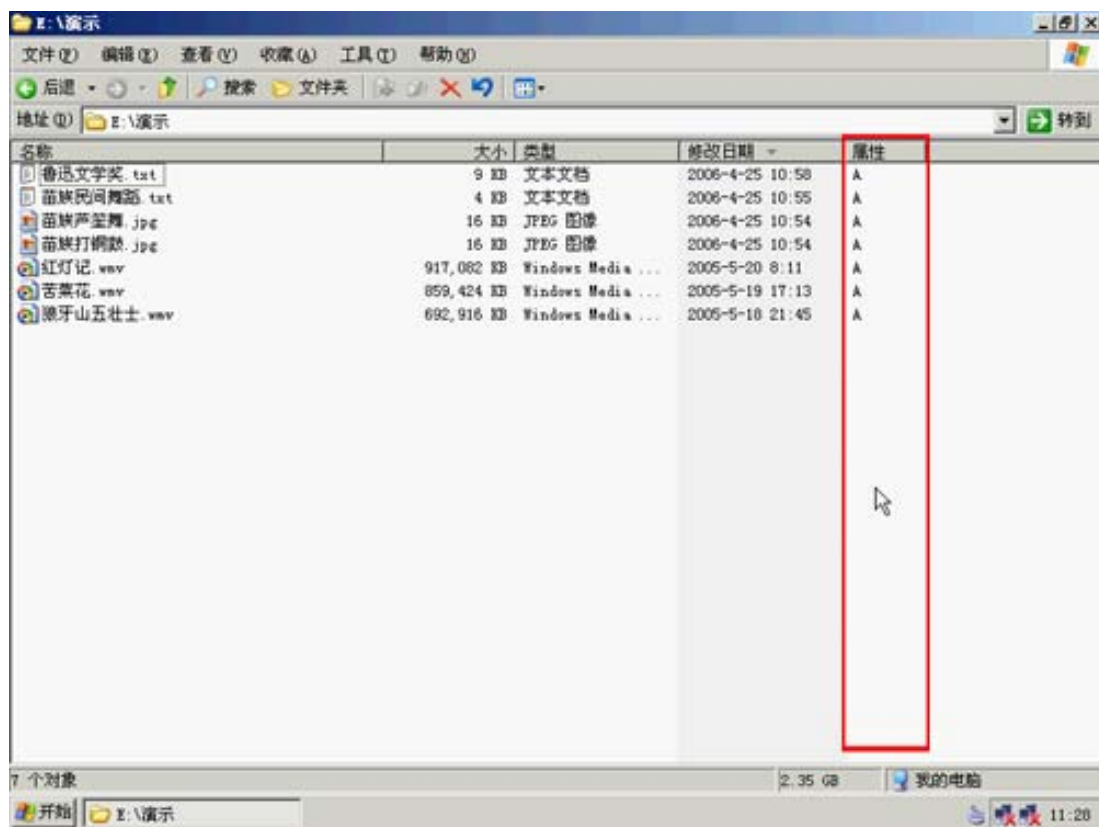 E:\演示
文件(F) 编辑(E) 查看(V) 收藏(A) 工具(T) 帮助(H)
后退 搜索 文件夹
地址(D) E:\演示 转到
名称 大小 类型 修改日期 属性
鲁迅文学奖.txt 9 KB 文本文档 2006-4-25 10:58 A
苗族民间舞蹈.txt 4 KB 文本文档 2006-4-25 10:55 A
苗族芦笙舞.jpg 16 KB JPEG 图像 2006-4-25 10:54 A
苗族打铜鼓.jpg 16 KB JPEG 图像 2006-4-25 10:54 A
红灯记.wmv 917,082 KB Windows Media ... 2005-5-20 8:11 A
苦菜花.wmv 859,424 KB Windows Media ... 2005-5-19 17:13 A
狼牙山五壮士.wmv 692,916 KB Windows Media ... 2005-5-18 21:45 A
7 个对象 2.35 GB 我的电脑
开始 E:\演示 11:28